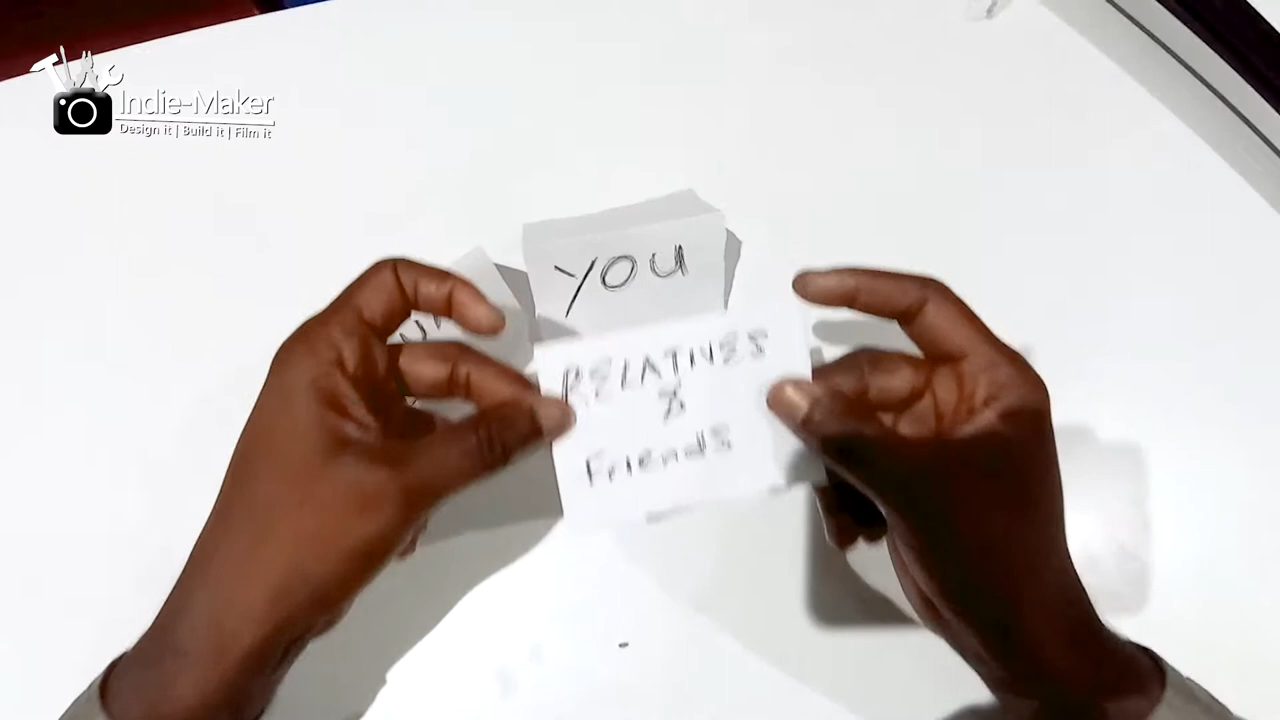 Indie-Maker
Design it | Build it | Film it
YOU
RELATIVES
&
Friends